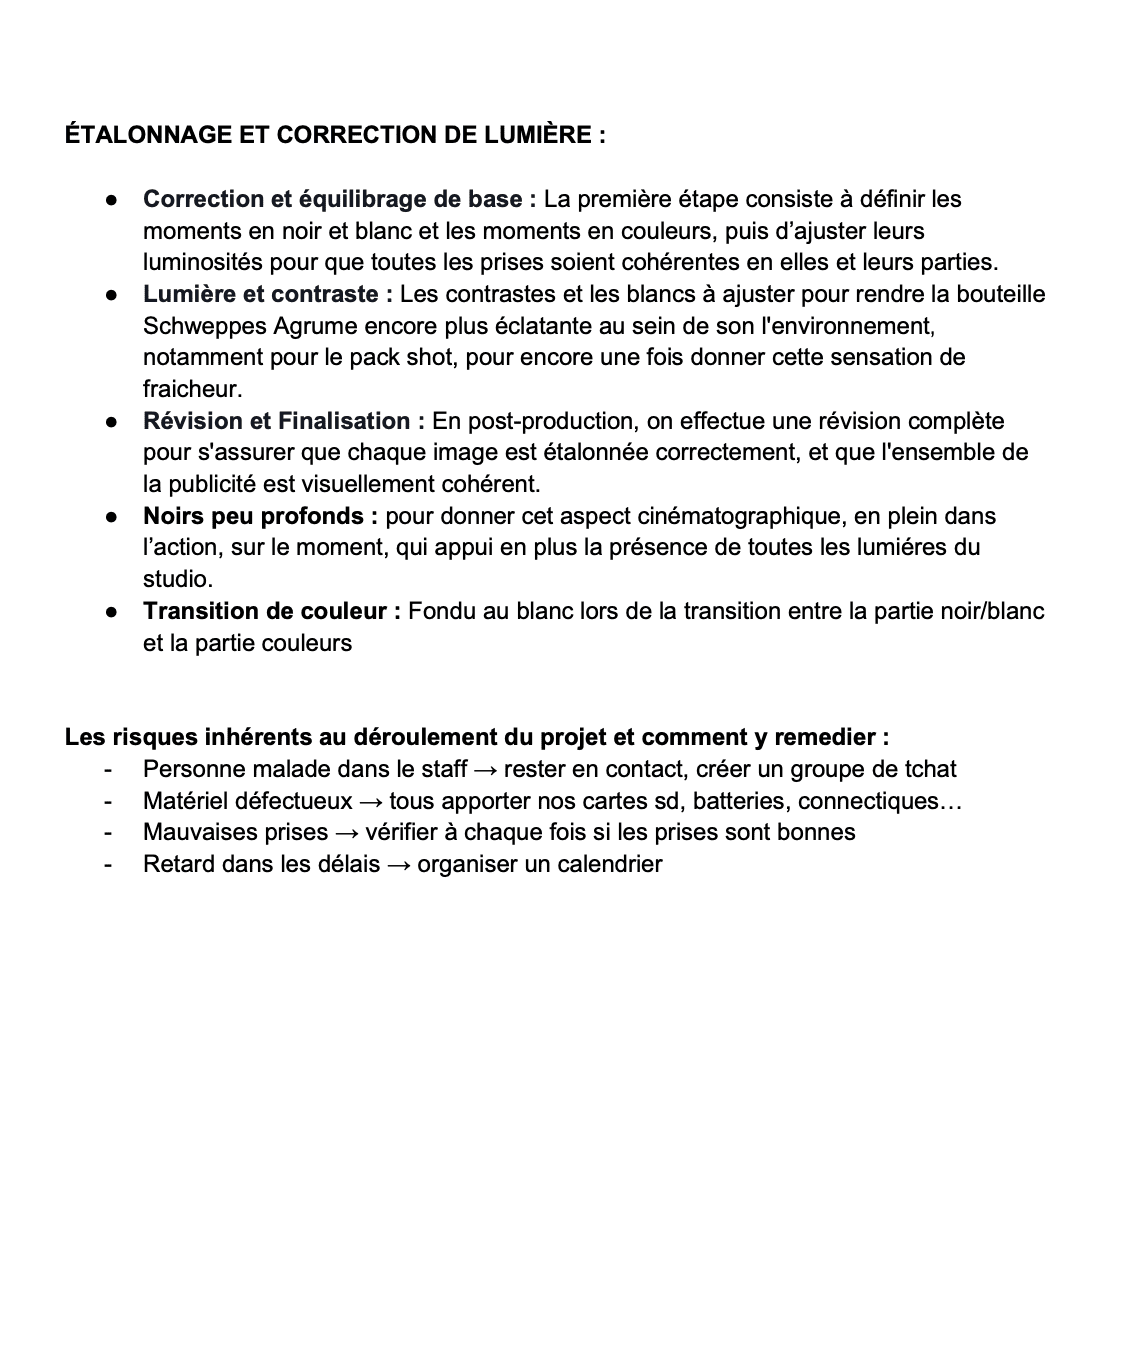 ÉTALONNAGE ET CORRECTION DE LUMIÈRE :
● Correction et équilibrage de base : La première étape consiste à définir les
moments en noir et blanc et les moments en couleurs, puis d’ajuster leurs
luminosités pour que toutes les prises soient cohérentes en elles et leurs parties.
● Lumière et contraste : Les contrastes et les blancs à ajuster pour rendre la bouteille
Schweppes Agrume encore plus éclatante au sein de son l'environnement,
notamment pour le pack shot, pour encore une fois donner cette sensation de
fraicheur.
● Révision et Finalisation : En post-production, on effectue une révision complète
pour s'assurer que chaque image est étalonnée correctement, et que l'ensemble de
la publicité est visuellement cohérent.
● Noirs peu profonds : pour donner cet aspect cinématographique, en plein dans
l’action, sur le moment, qui appui en plus la présence de toutes les lumiéres du
studio.
● Transition de couleur : Fondu au blanc lors de la transition entre la partie noir/blanc
et la partie couleurs
Les risques inhérents au déroulement du projet et comment y remedier :
- Personne malade dans le staff → rester en contact, créer un groupe de tchat
- Matériel défectueux → tous apporter nos cartes sd, batteries, connectiques…
- Mauvaises prises → vérifier à chaque fois si les prises sont bonnes
- Retard dans les délais → organiser un calendrier